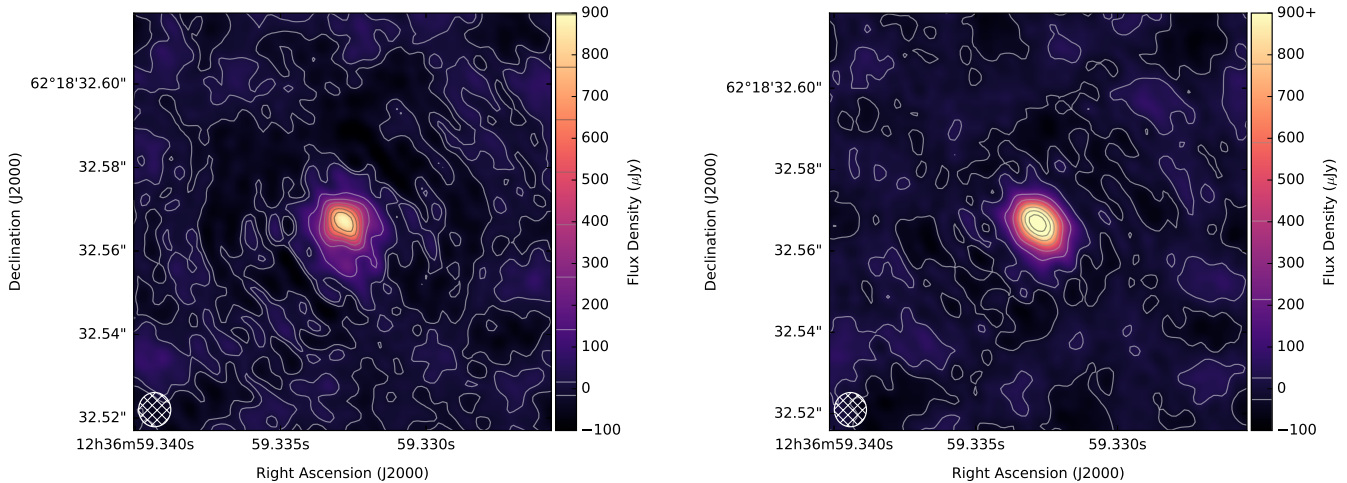 62°18'32.60"
32.58"
32.56"
32.54"
32.52"
Declination (J2000)
12h36m59.340s
59.335s
59.330s
Right Ascension (J2000)
900
800
700
600
500
400
300
200
100
0
−100
Flux Density (μJy)
62°18'32.60"
32.58"
32.56"
32.54"
32.52"
Declination (J2000)
12h36m59.340s
59.335s
59.330s
Right Ascension (J2000)
900+
800
700
600
500
400
300
200
100
0
−100
Flux Density (μJy)